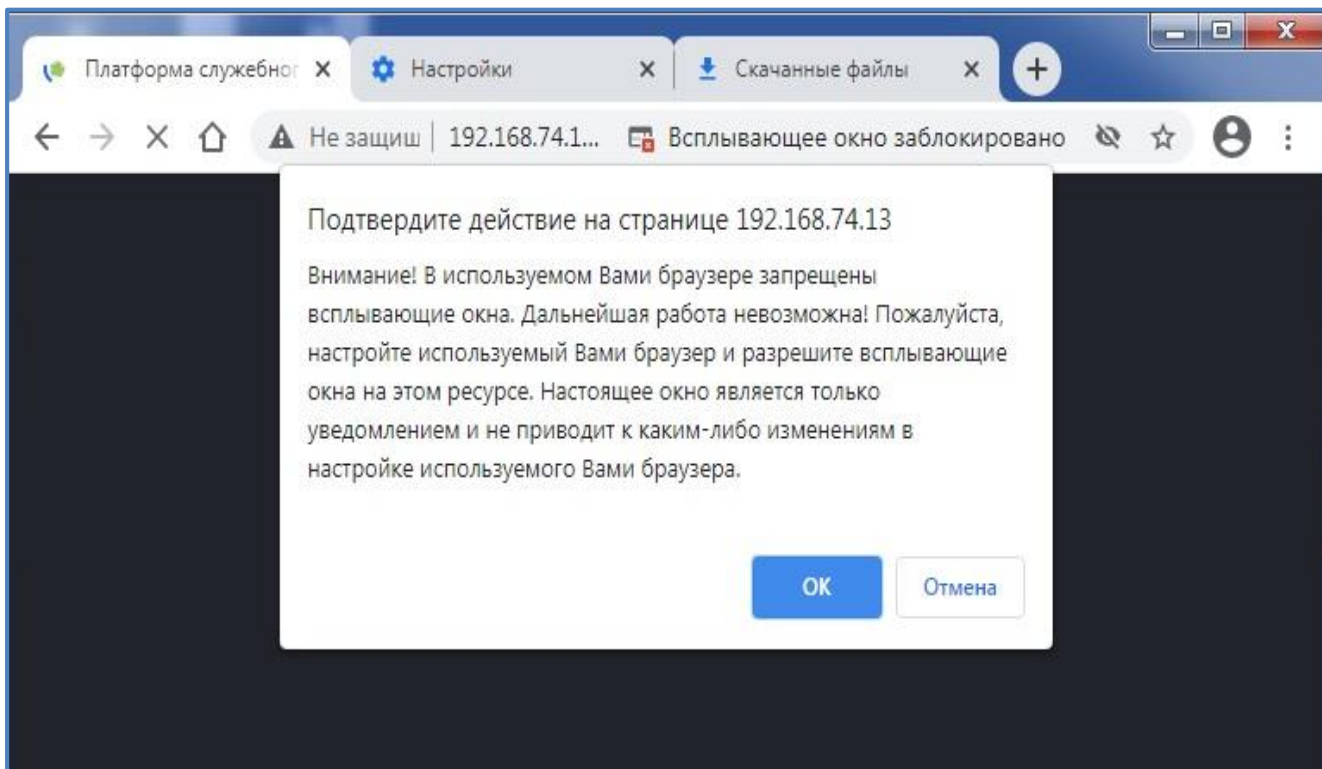 Платформа служебног
Настройки
Скачанные файлы
Не защищ
192.168.74.1...
Всплывающее окно заблокировано
Подтвердите действие на странице 192.168.74.13
Внимание! В используемом Вами браузере запрещены
всплывающие окна. Дальнейшая работа невозможна! Пожалуйста,
настройте используемый Вами браузер и разрешите всплывающие
окна на этом ресурсе. Настоящее окно является только
уведомлением и не приводит к каким-либо изменениям в
настройке используемого Вами браузера.
ОК
Отмена